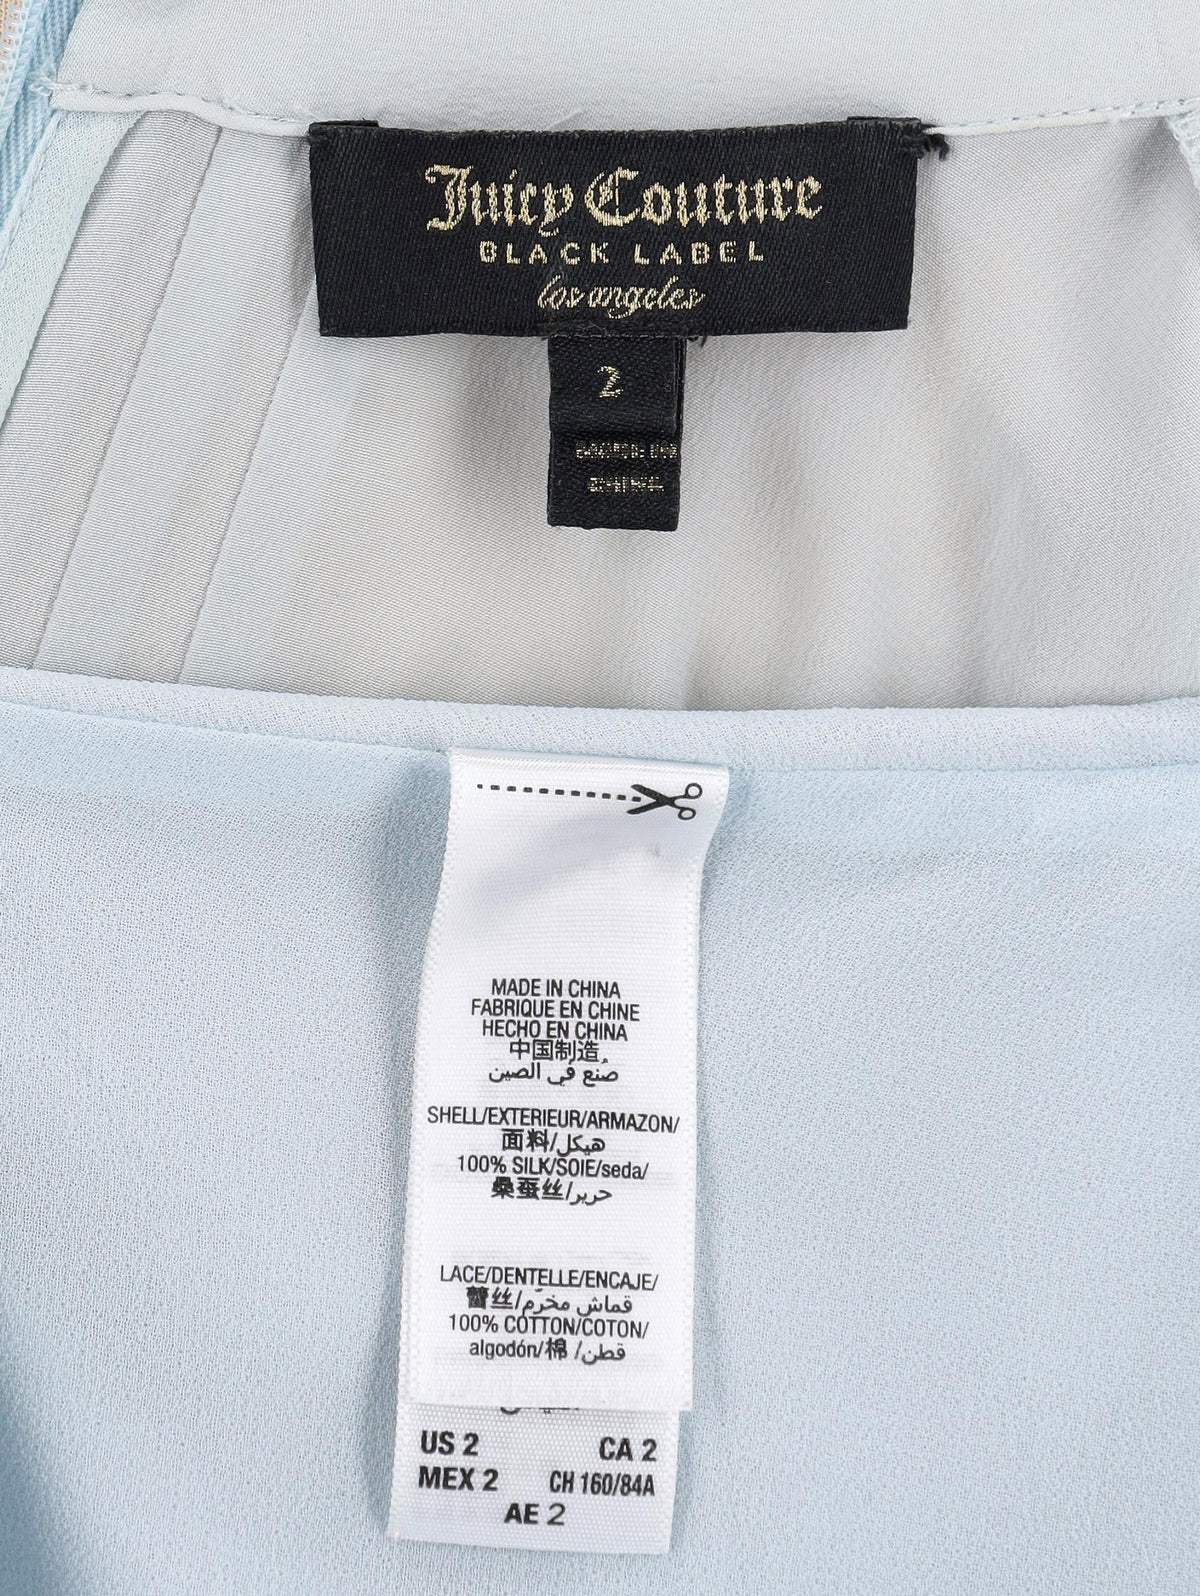 Juicy Couture
BLACK LABEL
los angeles
2
MADE IN CHINA
FABRIQUE EN CHINE
HECHO EN CHINA
中国制造
صُنع في الصين
SHELL/EXTERIEUR/ARMAZON/
面料/هيكل
100% SILK/SOIE/seda/
桑蚕丝/حرير
LACE/DENTELLE/ENCAJE/
蕾丝/قماش مخرّم
100% COTTON/COTON/
algodón/棉/قطن
US 2 CA 2
MEX 2 CH 160/84A
AE 2